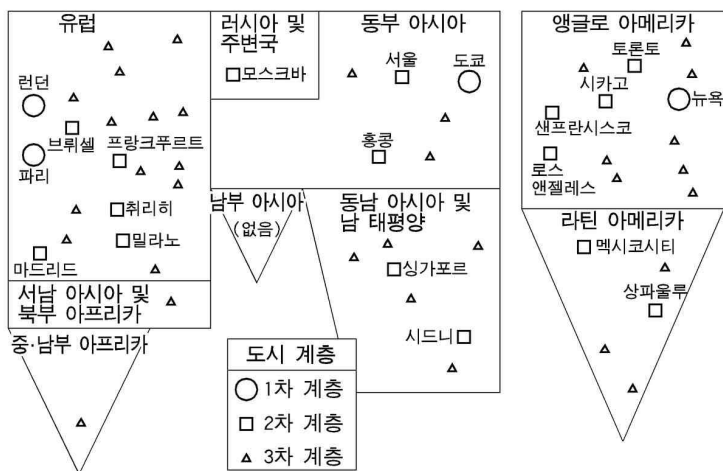 유럽
런던
브뤼셀
프랑크푸르트
파리
취리히
밀라노
마드리드
서남 아시아 및
북부 아프리카
중·남부 아프리카
러시아 및
주변국
모스크바
동부 아시아
서울
도쿄
홍콩
남부 아시아
(없음)
동남 아시아 및
남 태평양
싱가포르
시드니
앵글로 아메리카
토론토
시카고
뉴욕
샌프란시스코
로스
앤젤레스
라틴 아메리카
멕시코시티
상파울루
도시 계층
1차 계층
2차 계층
3차 계층